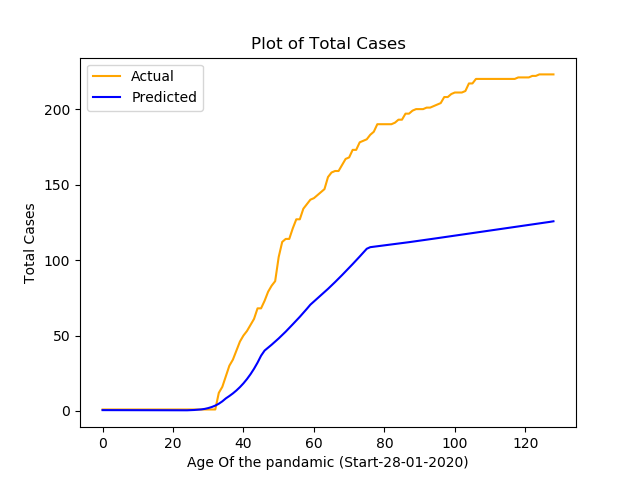 Plot of Total Cases
Actual
Predicted
200
150
100
50
0
Total Cases
0 20 40 60 80 100 120
Age Of the pandamic (Start-28-01-2020)